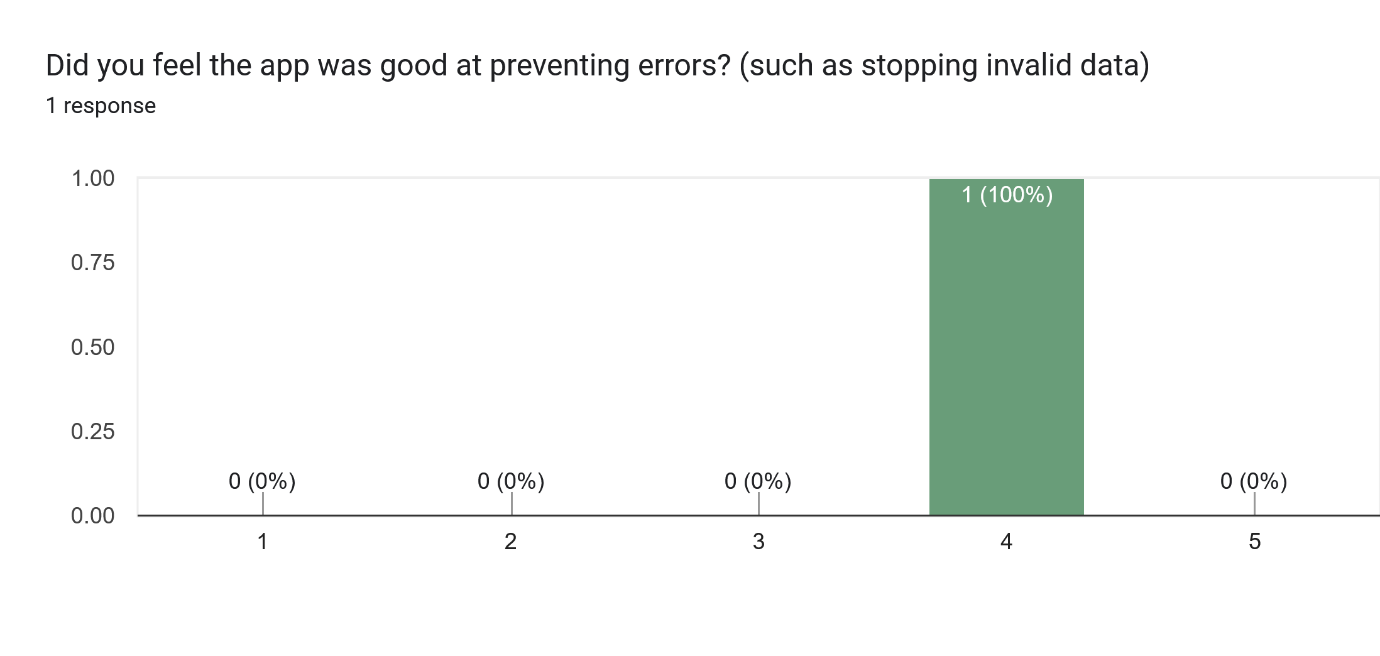 Did you feel the app was good at preventing errors? (such as stopping invalid data)
1 response
1.00
1 (100%)
0.75
0.50
0.25
0 (0%) 0 (0%) 0 (0%) 0 (0%)
0.00
1 2 3 4 5